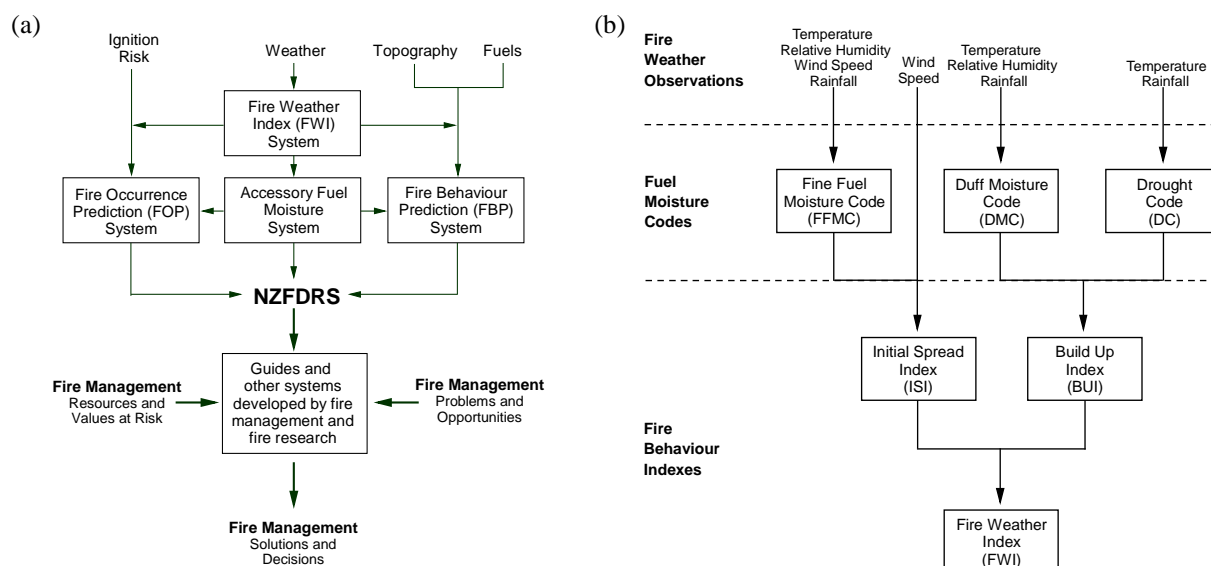 (a)
Ignition
Risk
Weather
Topography
Fuels
Fire Weather
Index (FWI)
System
Fire Occurrence
Prediction (FOP)
System
Accessory Fuel
Moisture
System
Fire Behaviour
Prediction (FBP)
System
NZFDRS
Fire Management
Resources and
Values at Risk
Guides and
other systems
developed by fire
management and
fire research
Fire Management
Problems and
Opportunities
Fire Management
Solutions and
Decisions
(b)
Fire
Weather
Observations
Temperature
Relative Humidity
Wind Speed
Rainfall
Wind
Speed
Temperature
Relative Humidity
Rainfall
Temperature
Rainfall
Fuel
Moisture
Codes
Fine Fuel
Moisture Code
(FFMC)
Duff Moisture
Code
(DMC)
Drought
Code
(DC)
Fire
Behaviour
Indexes
Initial Spread
Index
(ISI)
Build Up
Index
(BUI)
Fire Weather
Index
(FWI)